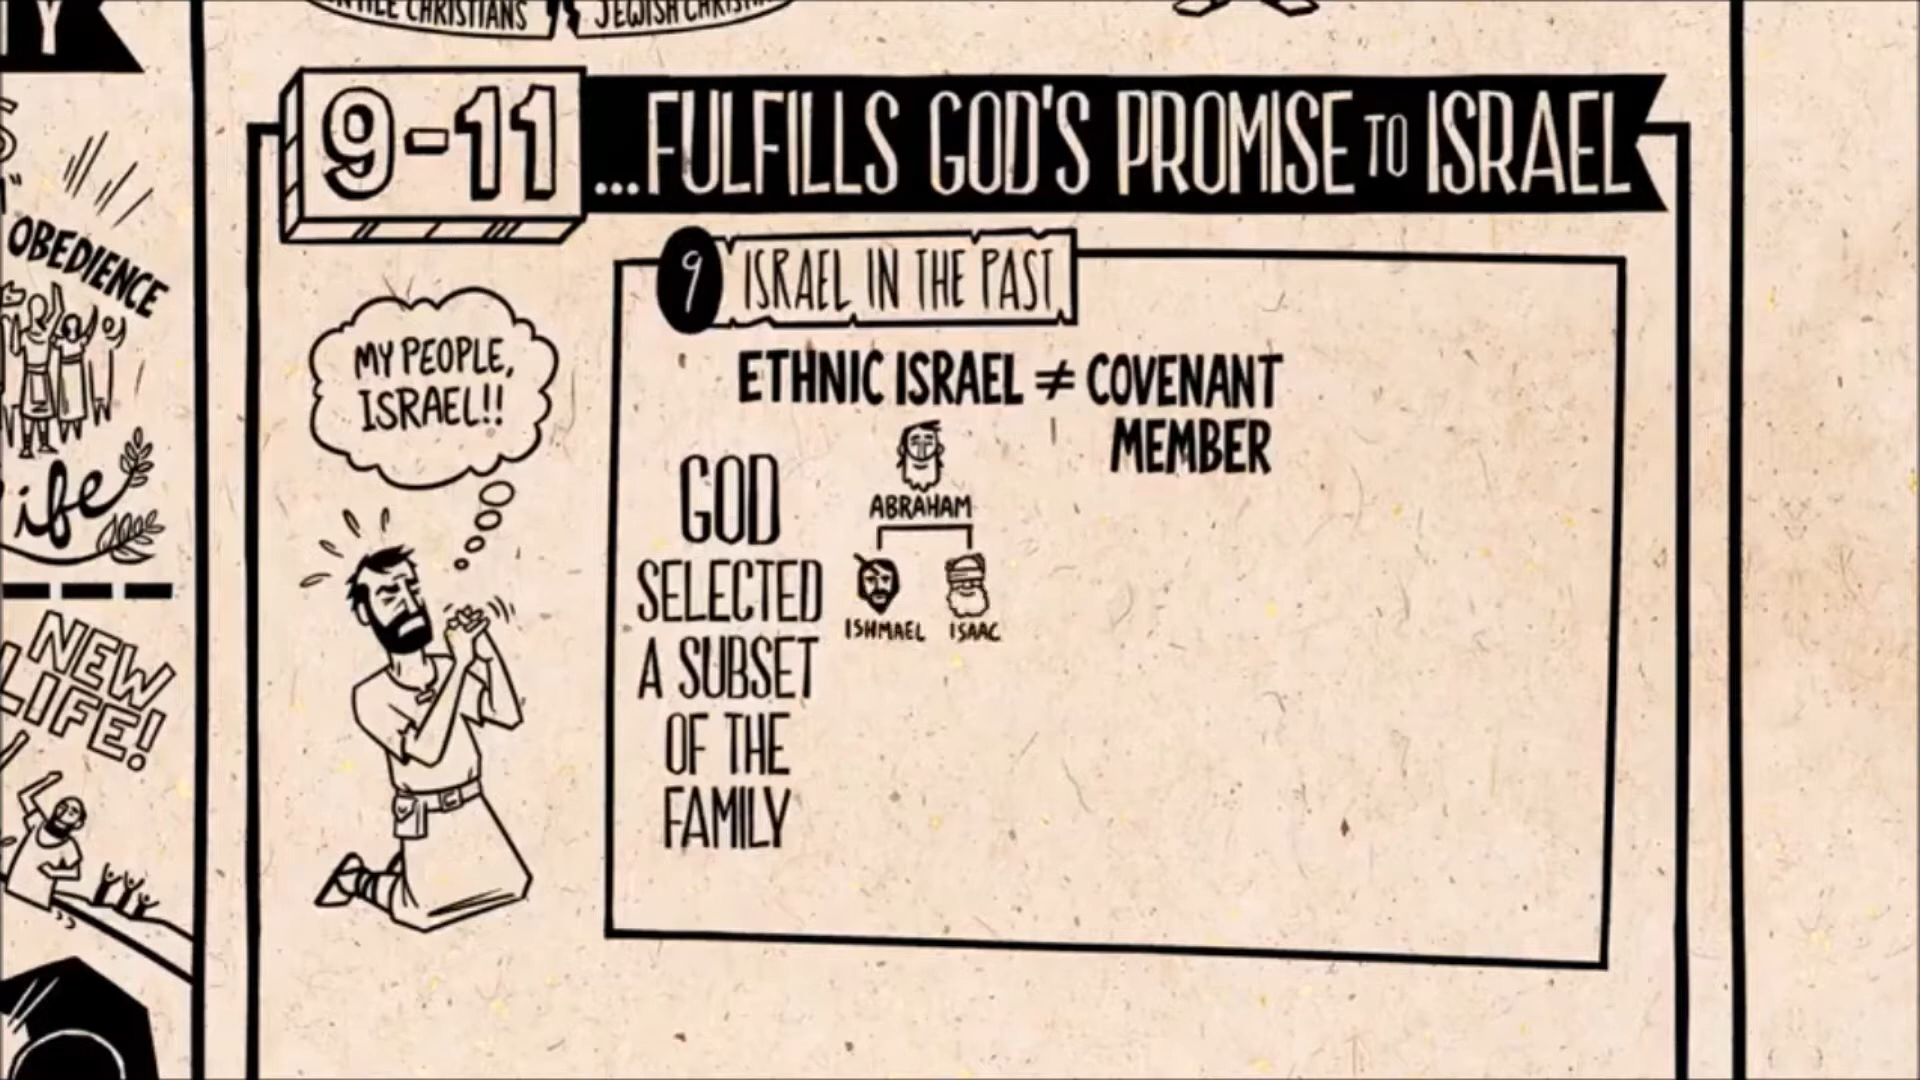 CHRISTIANS
JEWISH
9-11 ...FULFILLS GOD'S PROMISE TO ISRAEL
OBEDIENCE
NEW
LIFE!
MY PEOPLE,
ISRAEL!!
9 ISRAEL IN THE PAST
ETHNIC ISRAEL ≠ COVENANT
MEMBER
GOD
SELECTED
A SUBSET
OF THE
FAMILY
ABRAHAM
ISHMAEL ISAAC